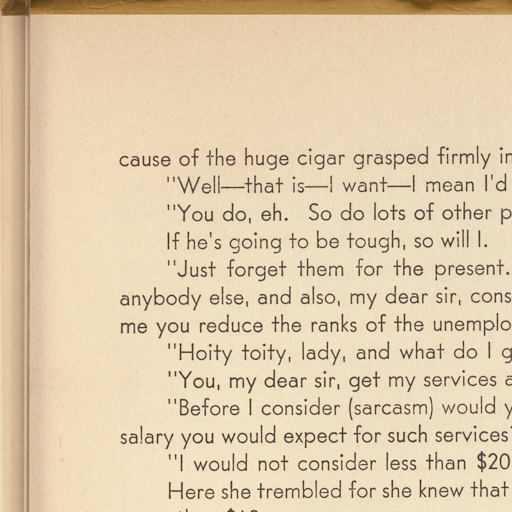 cause of the huge cigar grasped firmly in
"Well—that is—I want—I mean I'd
"You do, eh. So do lots of other p
If he's going to be tough, so will I.
"Just forget them for the present.
anybody else, and also, my dear sir, cons
me you reduce the ranks of the unemplo
"Hoity toity, lady, and what do I g
"You, my dear sir, get my services a
"Before I consider (sarcasm) would y
salary you would expect for such services
"I would not consider less than $20
Here she trembled for she knew that